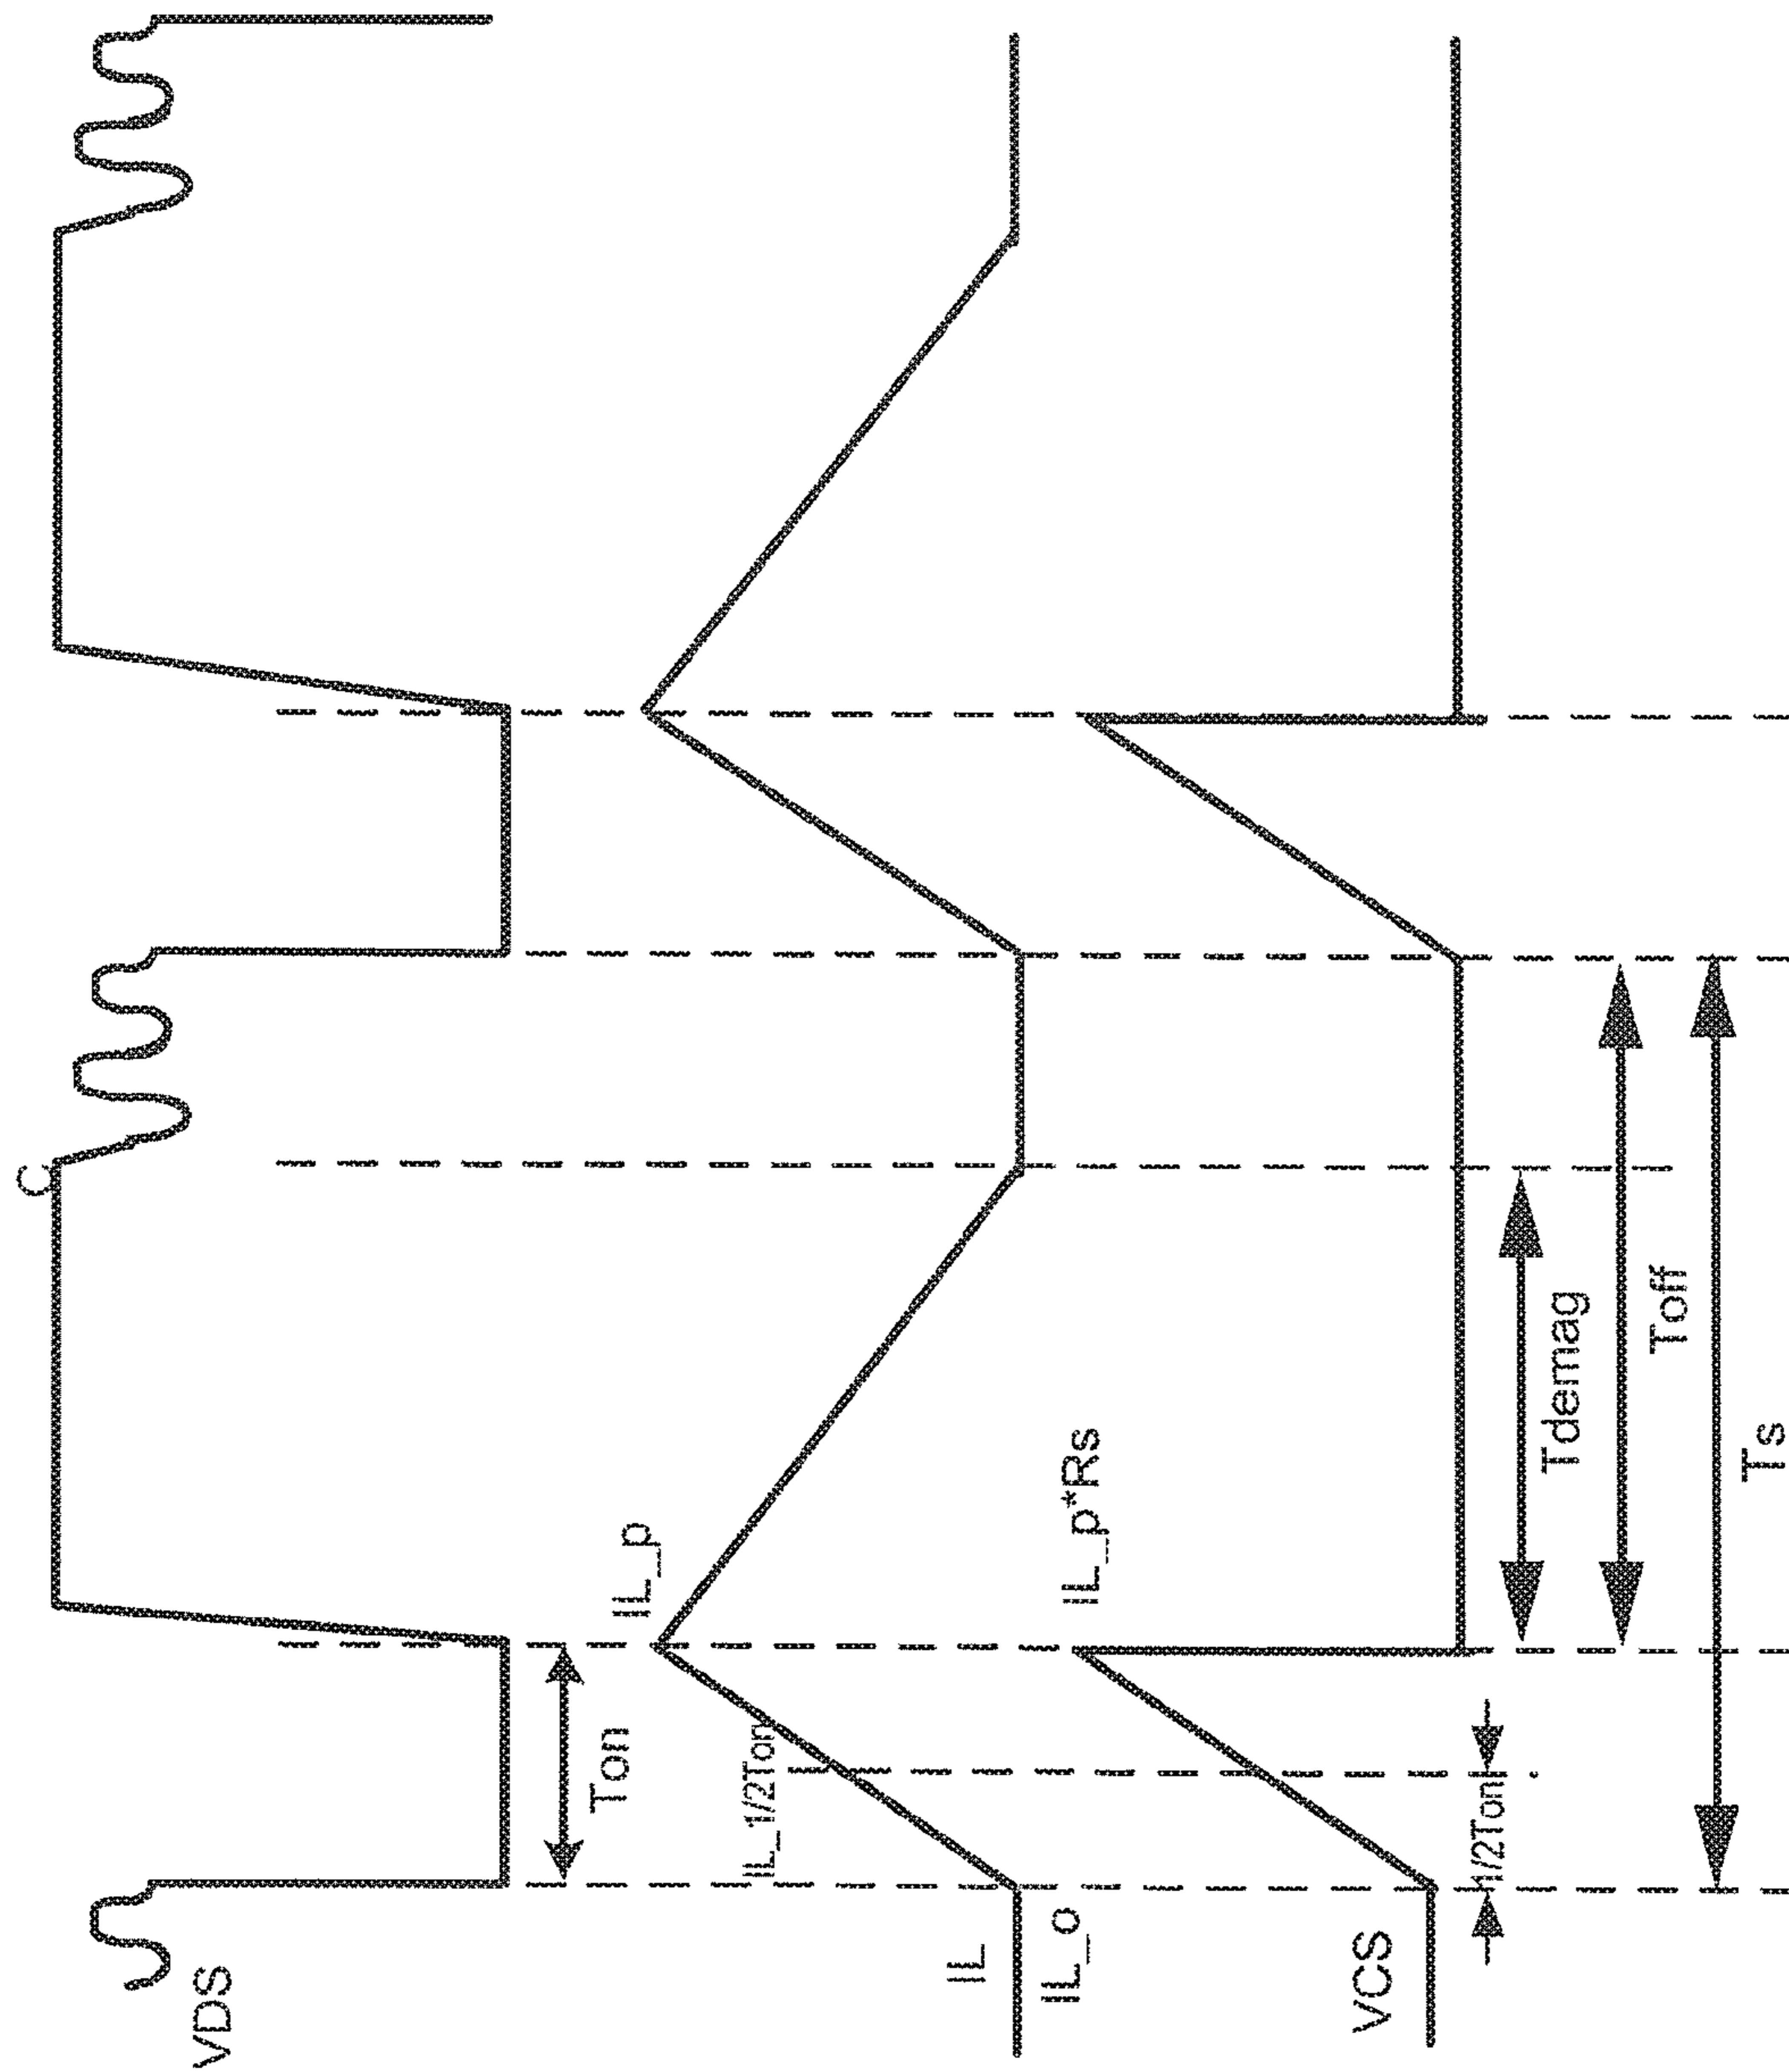 VDS
C
Ton
IL_p
IL_1/2Ton
IL
IL_o
IL_p*Rs
VCS
1/2Ton
Tdemag
Toff
Ts